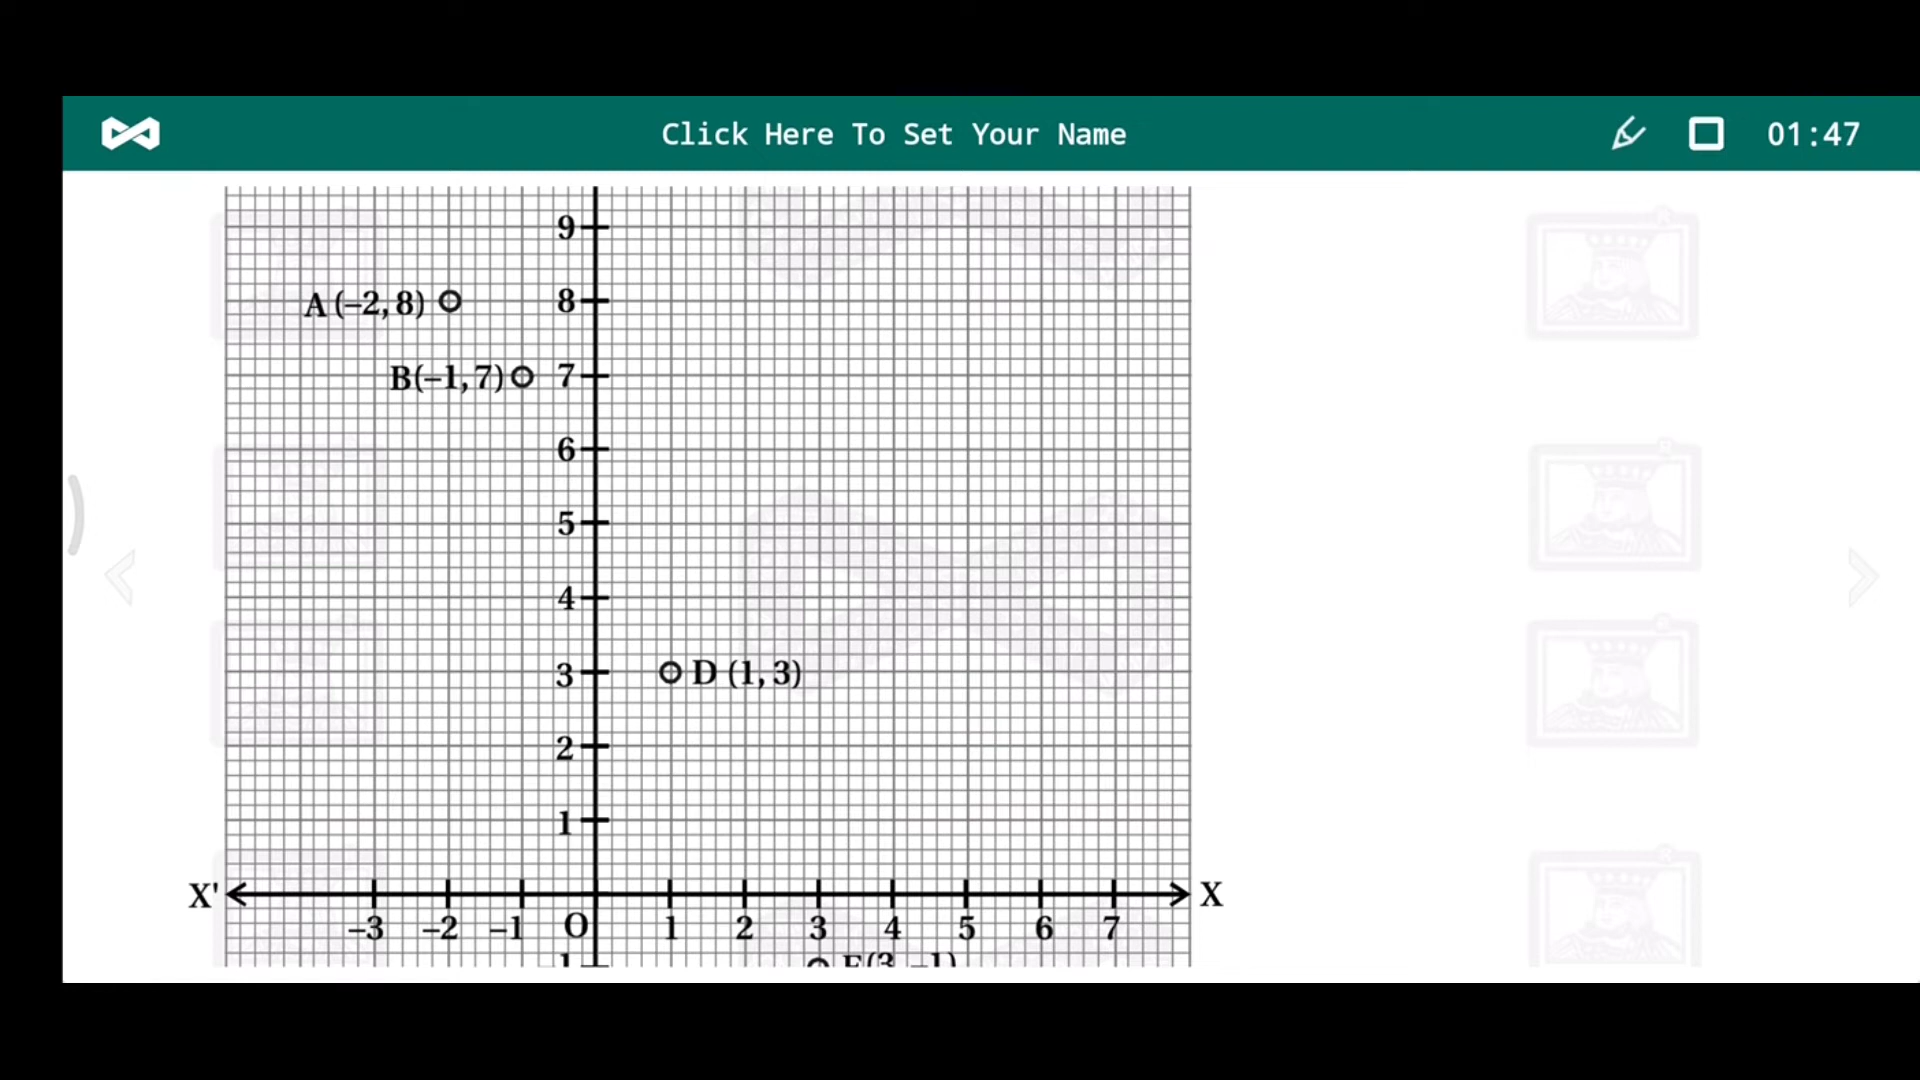 Click Here To Set Your Name
01:47
9
A (–2, 8)
8
B(–1, 7)
7
6
5
4
3
D (1, 3)
2
1
X'
X
–3 –2 –1 O 1 2 3 4 5 6 7